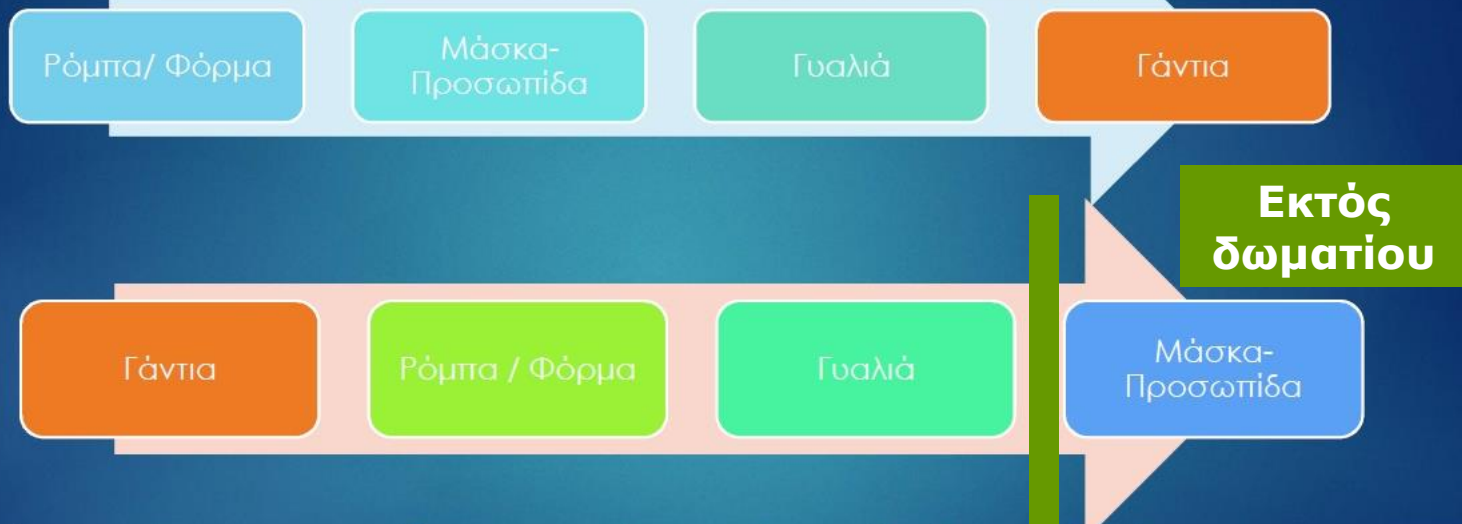 Ρόμπα/ Φόρμα
Μάσκα-
Προσωπίδα
Γυαλιά
Γάντια
Εκτός
δωματίου
Γάντια
Ρόμπα / Φόρμα
Γυαλιά
Μάσκα-
Προσωπίδα